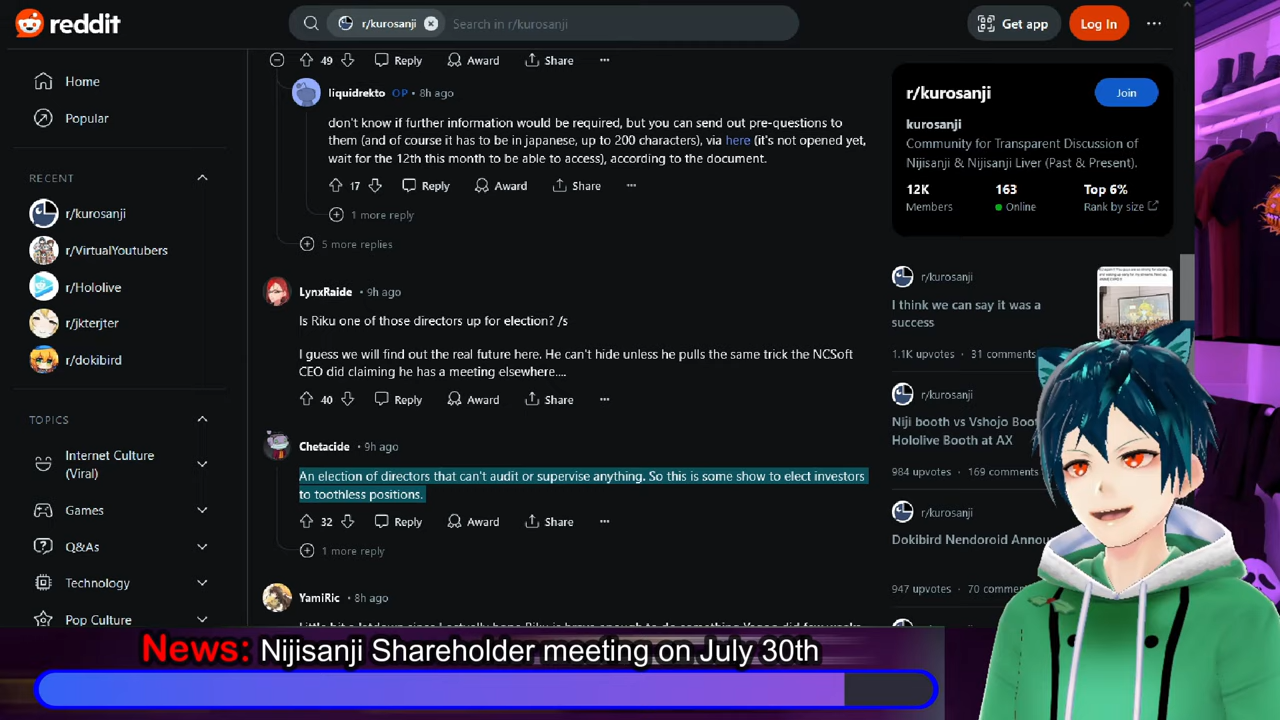 reddit
r/kurosanji
Search in r/kurosanji
Get app
Log In
Home
Popular
RECENT
r/kurosanji
r/VirtualYoutubers
r/Hololive
r/jkterjter
r/dokibird
TOPICS
Internet Culture
(Viral)
Games
Q&As
Technology
Pop Culture
49 Reply Award Share
liquidrekto OP • 8h ago
don't know if further information would be required, but you can send out pre-questions to
them (and of course it has to be in japanese, up to 200 characters), via here (it's not opened yet,
wait for the 12th this month to be able to access), according to the document.
17 Reply Award Share
1 more reply
5 more replies
LynxRaide • 9h ago
Is Riku one of those directors up for election? /s
I guess we will find out the real future here. He can't hide unless he pulls the same trick the NCSoft
CEO did claiming he has a meeting elsewhere....
40 Reply Award Share
Chetacide • 9h ago
An election of directors that can't audit or supervise anything. So this is some show to elect investors
to toothless positions.
32 Reply Award Share
1 more reply
YamiRic • 8h ago
r/kurosanji
Join
kurosanji
Community for Transparent Discussion of
Nijisanji & Nijisanji Liver (Past & Present).
12K 163 Top 6%
Members Online Rank by size
r/kurosanji
I think we can say it was a
success
1.1K upvotes • 31 comments
r/kurosanji
Niji booth vs Vshojo Boo
Hololive Booth at AX
984 upvotes • 169 comments
r/kurosanji
Dokibird Nendoroid Annou
947 upvotes • 70 comme
News: Nijisanji Shareholder meeting on July 30th